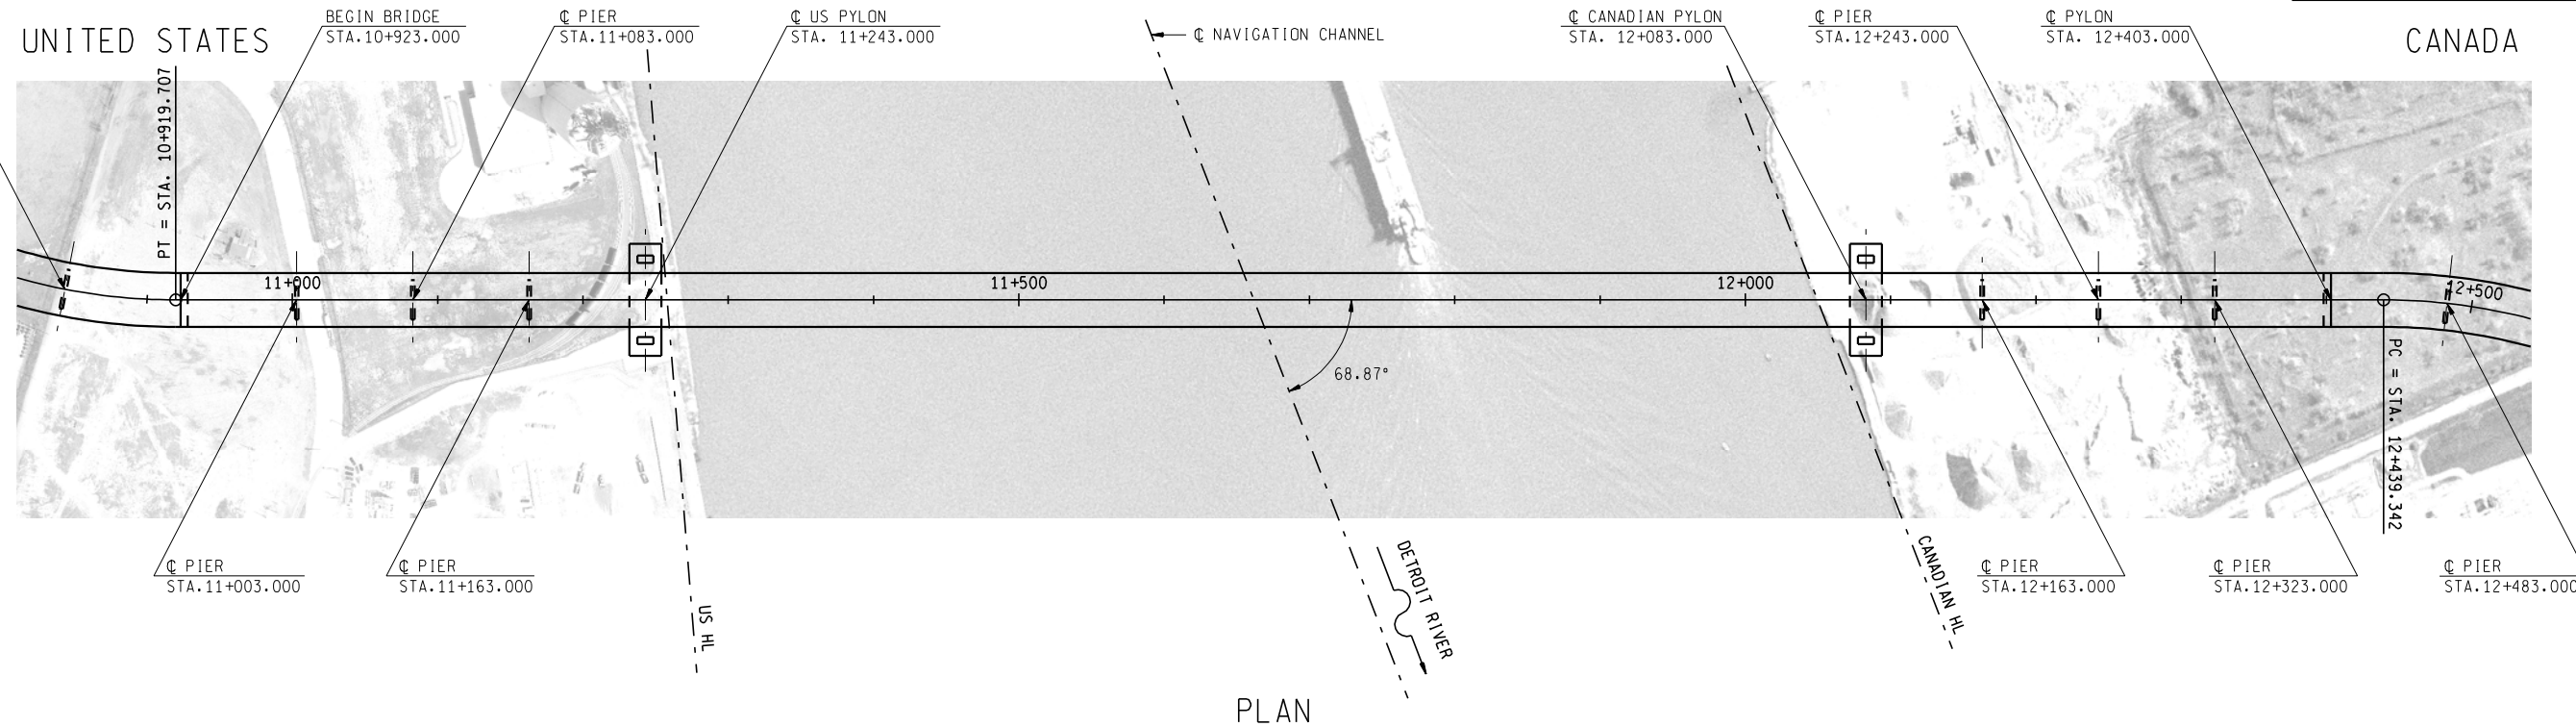 UNITED STATES
BEGIN BRIDGE
STA.10+923.000
℄ PIER
STA.11+083.000
℄ US PYLON
STA. 11+243.000
℄ NAVIGATION CHANNEL
℄ CANADIAN PYLON
STA. 12+083.000
℄ PIER
STA.12+243.000
℄ PYLON
STA. 12+403.000
CANADA
PT = STA. 10+919.707
11+000
11+500
12+000
12+500
68.87°
PC = STA. 12+439.342
℄ PIER
STA.11+003.000
℄ PIER
STA.11+163.000
US HL
DETROIT RIVER
CANADIAN HL
℄ PIER
STA.12+163.000
℄ PIER
STA.12+323.000
℄ PIER
STA.12+483.000
PLAN